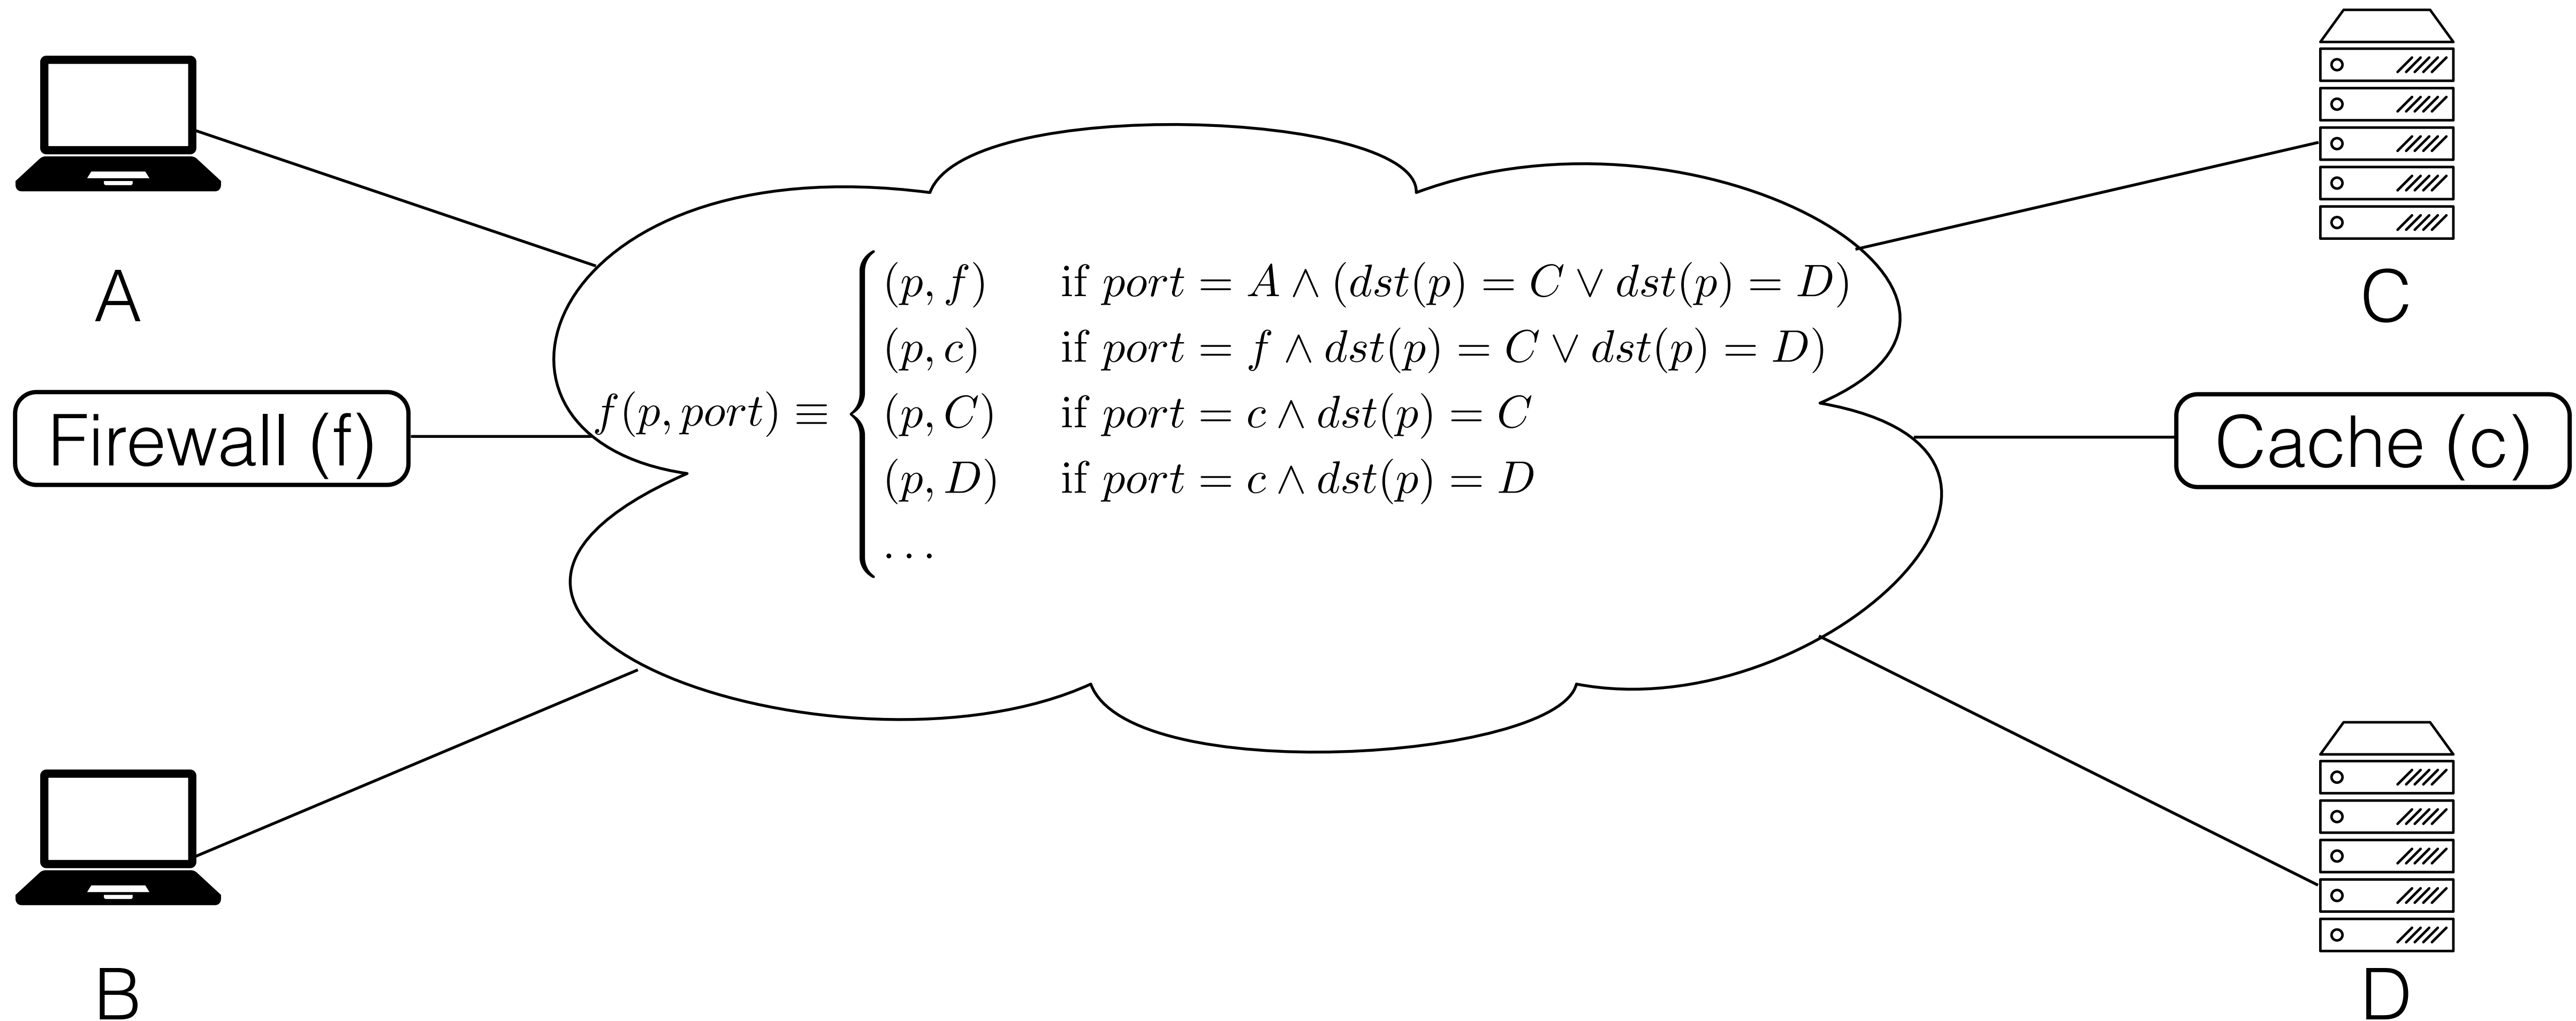 A
Firewall (f)
B
f(p, port) ≡
(p, f) if port = A ∧ (dst(p) = C ∨ dst(p) = D)
(p, c) if port = f ∧ dst(p) = C ∨ dst(p) = D)
(p, C) if port = c ∧ dst(p) = C
(p, D) if port = c ∧ dst(p) = D
...
C
Cache (c)
D